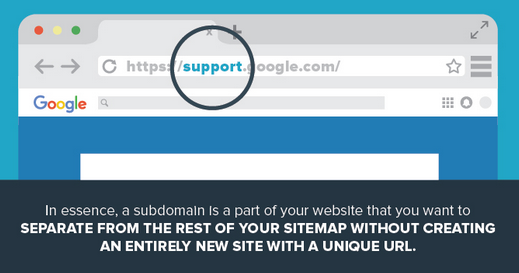 https://support.google.com/
Google
In essence, a subdomain is a part of your website that you want to
SEPARATE FROM THE REST OF YOUR SITEMAP WITHOUT CREATING
AN ENTIRELY NEW SITE WITH A UNIQUE URL.